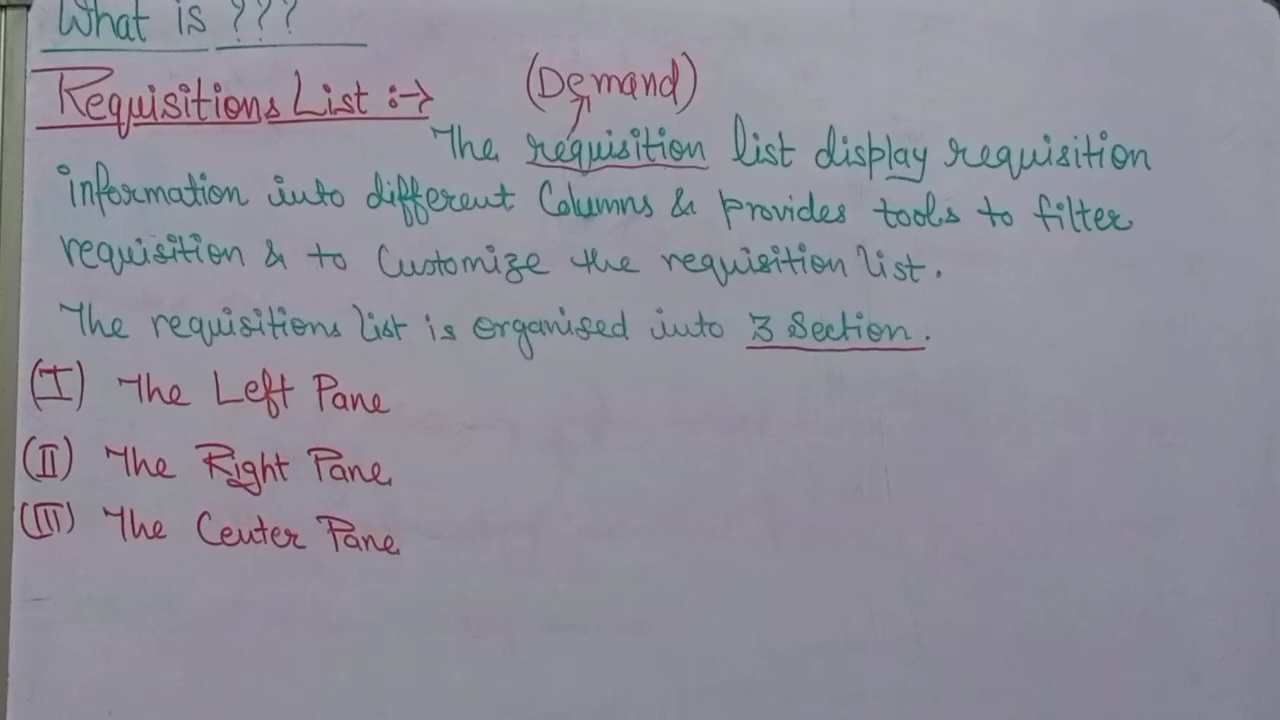 What is ???
Requisitions List :→ (Demand)
The requisition list display requisition
information into different Columns & provides tools to filter
requisition & to Customize the requisition list.
The requisitions list is organised into 3 Section.
(I) The Left Pane
(II) The Right Pane
(III) The Center Pane